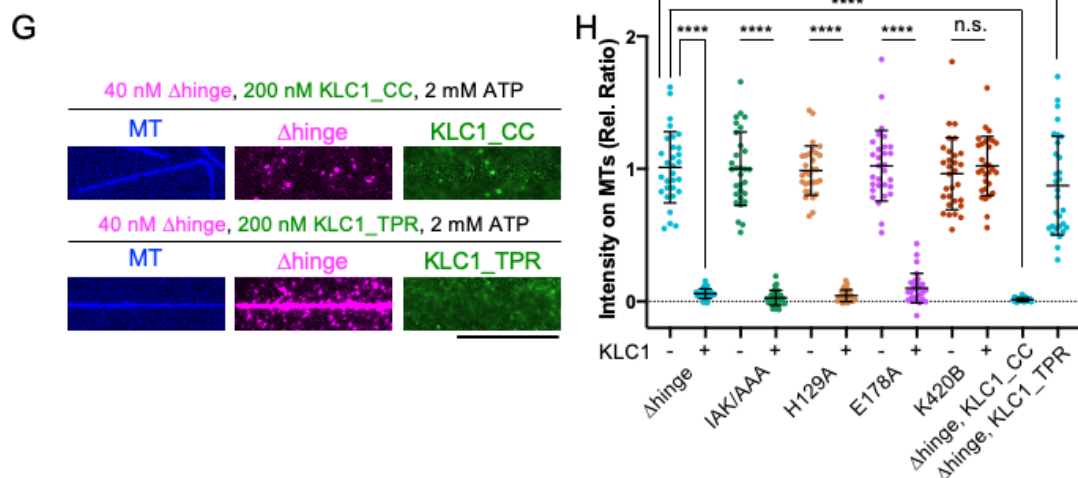 G
40 nM Δhinge, 200 nM KLC1_CC, 2 mM ATP
MT Δhinge KLC1_CC
40 nM Δhinge, 200 nM KLC1_TPR, 2 mM ATP
MT Δhinge KLC1_TPR
H
****
**** **** **** **** n.s.
Intensity on MTs (Rel. Ratio)
2
1
0
KLC1 - + - + - + - + - +
Δhinge
IAK/AAA
H129A
E178A
K420B
Δhinge, KLC1_CC
Δhinge, KLC1_TPR